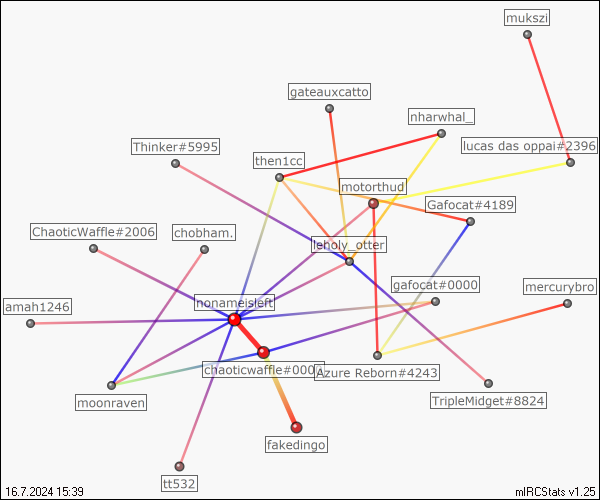 mukszi
gateauxcatto
nharwhal_
Thinker#5995
lucas das oppai#2396
then1cc
motorthud
Gafocat#4189
ChaoticWaffle#2006
chobham.
leholy_otter
gafocat#0000
mercurybro
nonameisleft
amah1246
chaoticwaffle#000
Azure Reborn#4243
moonraven
TripleMidget#8824
fakedingo
tt532
16.7.2024 15:39
mIRCStats v1.25